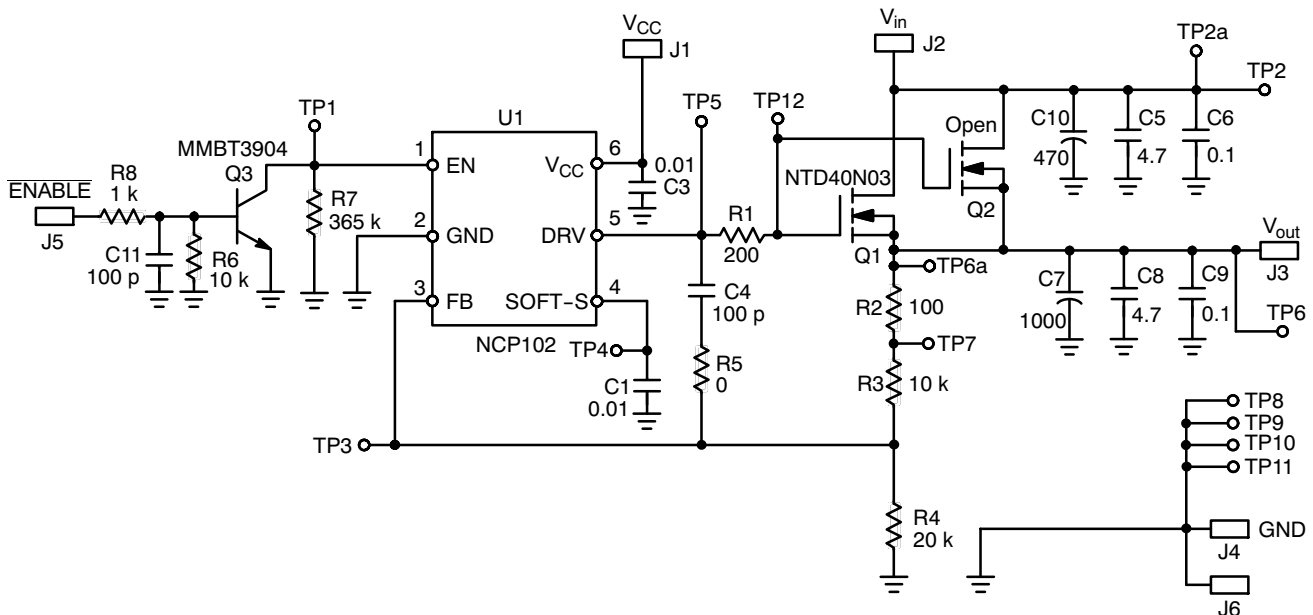 V_CC
J1
V_in
J2
TP2a
TP2
TP1
TP5
TP12
U1
MMBT3904
Q3
R8
1 k
ENABLE
J5
C11
100 p
R6
10 k
R7
365 k
1
EN
2
GND
3
FB
V_CC
6
DRV
5
SOFT-S
4
NCP102
0.01
C3
TP4
C1
0.01
R1
200
C4
100 p
R5
0
NTD40N03
Q1
Open
Q2
C10
470
C5
4.7
C6
0.1
V_out
J3
TP6a
R2
100
TP7
R3
10 k
C7
1000
C8
4.7
C9
0.1
TP6
TP3
R4
20 k
TP8
TP9
TP10
TP11
GND
J4
J6